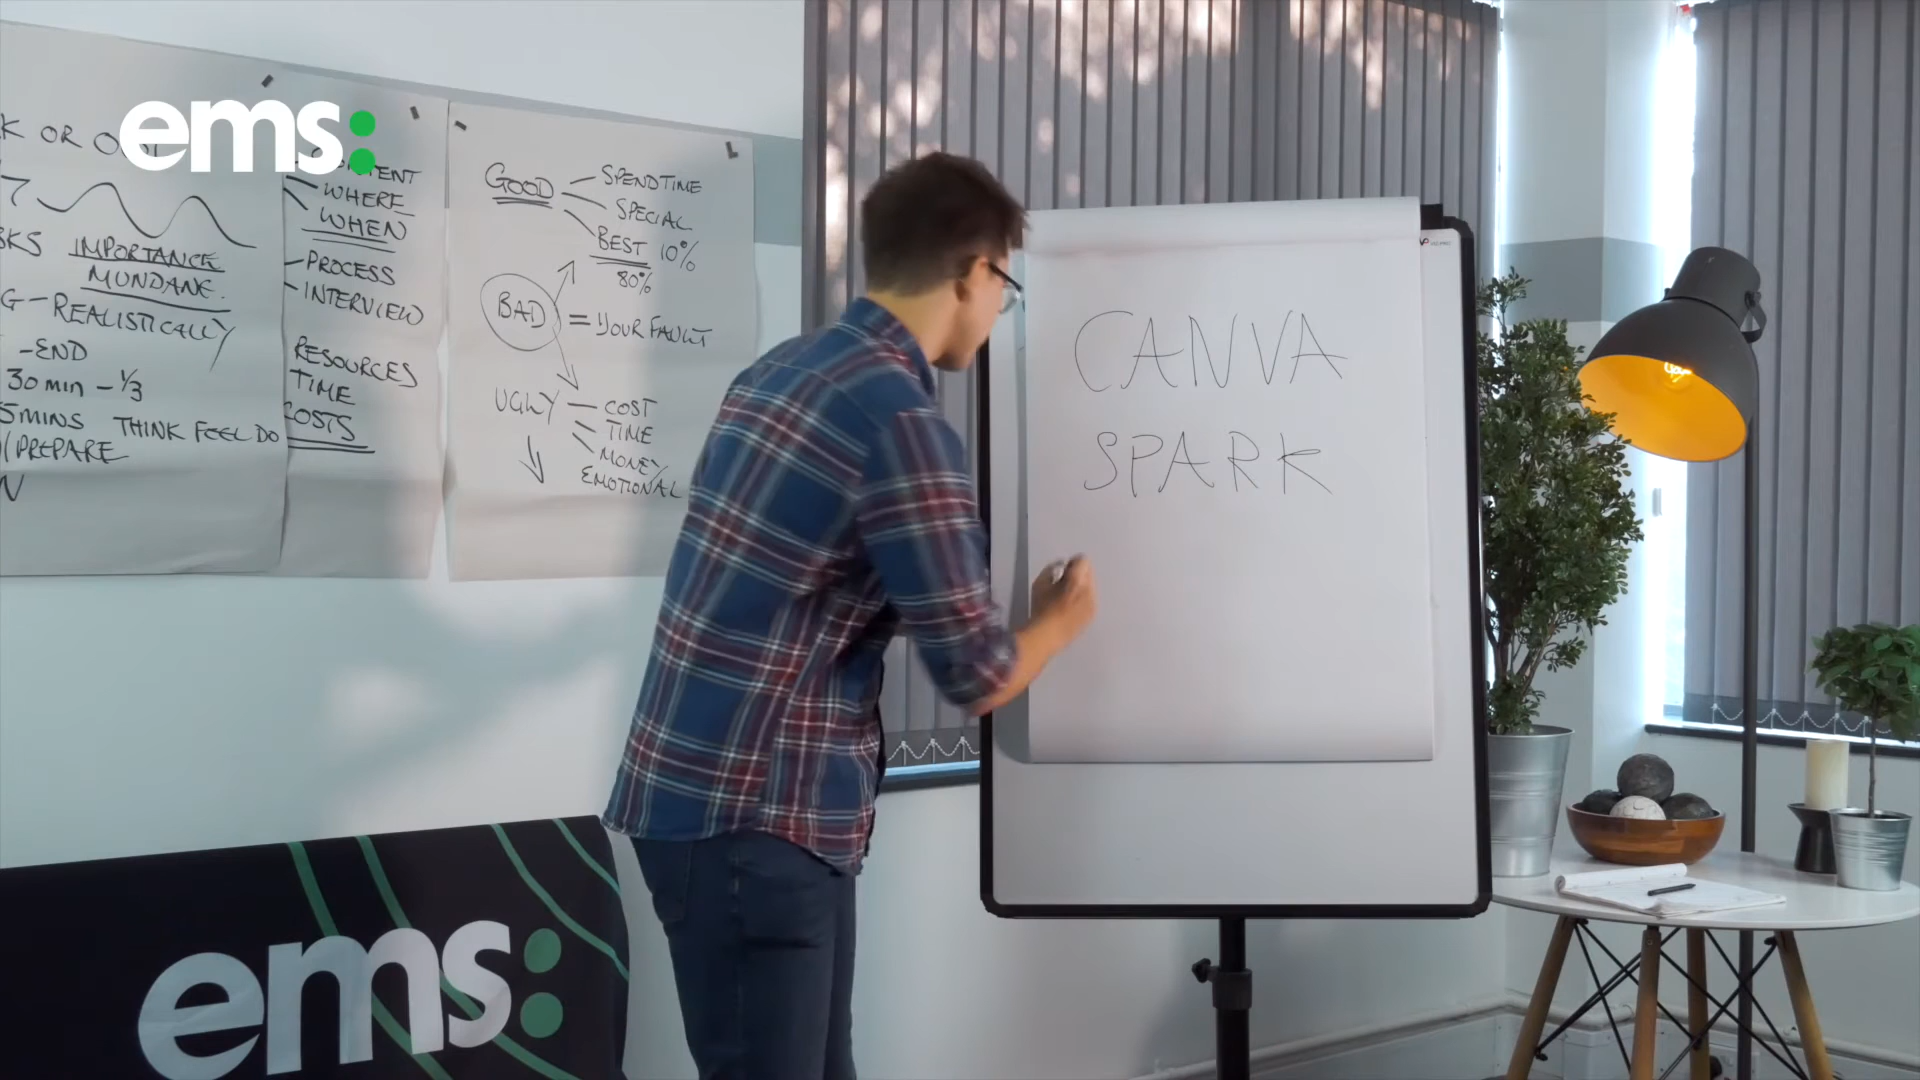 ems:
K OR
CONTENT
WHERE
WHEN
PROCESS
INTERVIEW
RESOURCES
TIME
COSTS
IMPORTANCE
MUNDANE.
G-REALISTICALLY
-END
30 min - 1/3
5MINS THINK FEEL DO
/PREPARE
N
GOOD
SPEND TIME
SPECIAL
BEST 10%
80%
BAD = YOUR FAULT
UGLY
COST
TIME
MONEY
EMOTIONAL
CANVA
SPARK
ems: